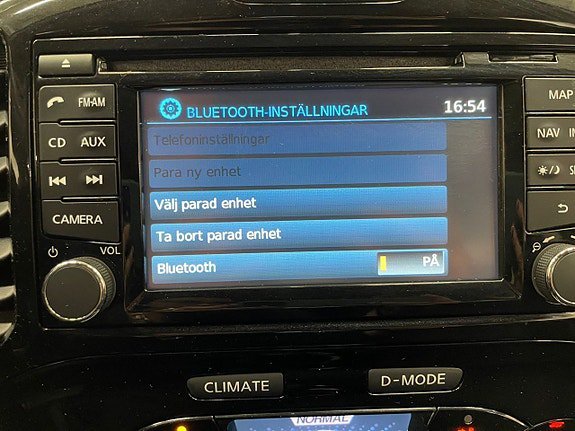 BLUETOOTH-INSTÄLLNINGAR 16:54
Telefoninställningar
Para ny enhet
Välj parad enhet
Ta bort parad enhet
Bluetooth PÅ
FM-AM
CD AUX
CAMERA
VOL
MAP
NAV
CLIMATE
D-MODE
NORMAL